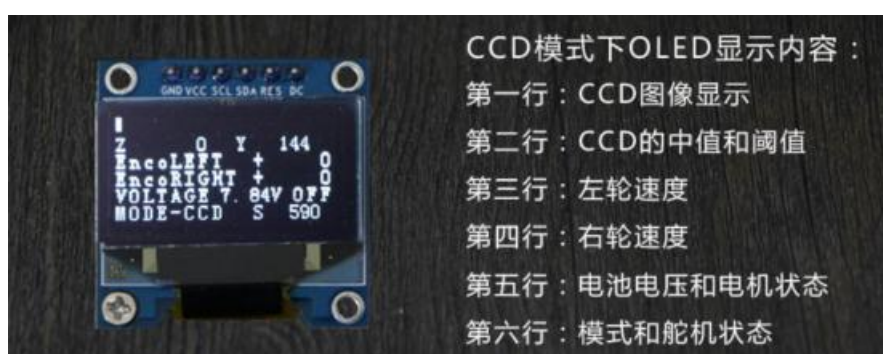 CCD模式下OLED显示内容：
第一行：CCD图像显示
第二行：CCD的中值和阈值
第三行：左轮速度
第四行：右轮速度
第五行：电池电压和电机状态
第六行：模式和舵机状态
GND VCC SCL SDA RES DC
Z 0 Y 144
EncoLEFT + 0
EncoRIGHT + 0
VOLTAGE 7.84V OFF
MODE-CCD S 590